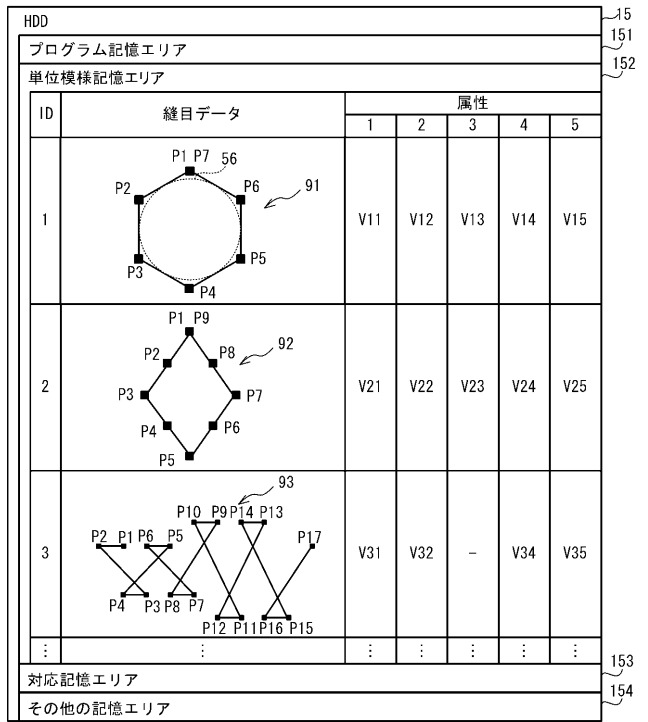 HDD
15
プログラム記憶エリア
151
単位模様記憶エリア
152
ID 縫目データ 属性
1 2 3 4 5
1
P1 P7 56
P2 P6 91
P3 P5
P4
V11 V12 V13 V14 V15
2
P1 P9
P2 P8 92
P3 P7
P4 P6
P5
V21 V22 V23 V24 V25
3
93
P10 P9 P14 P13
P2 P1 P6 P5 P17
P4 P3 P8 P7
P12 P11 P16 P15
V31 V32 - V34 V35
⋮ ⋮ ⋮ ⋮ ⋮ ⋮ ⋮
対応記憶エリア
153
その他の記憶エリア
154